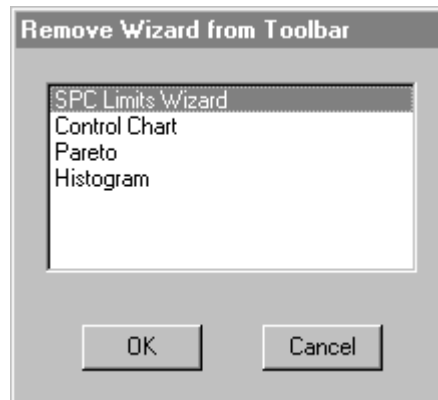 Remove Wizard from Toolbar
SPC Limits Wizard
Control Chart
Pareto
Histogram
OK
Cancel